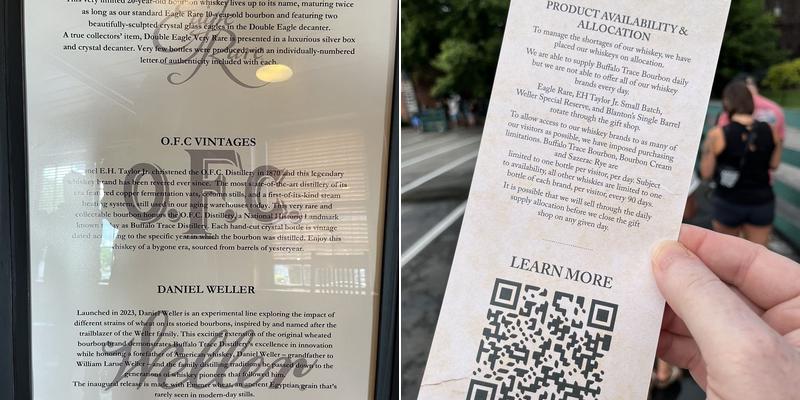 This very limited 20-year-old bourbon whiskey lives up to its name, maturing twice
as long as our standard Eagle Rare 10-year-old bourbon and featuring two
beautifully-sculpted crystal glass eagles in the Double Eagle decanter.
A true collectors' item, Double Eagle Very Rare is presented in a luxurious silver box
and crystal decanter. Very few bottles were produced with an individually-numbered
letter of authenticity included with each.
Rare
O.F.C VINTAGES
O.F.C.
E.H. Taylor, Jr. christened the O.F.C. Distillery in 1870 and this legendary
whiskey brand has been revered ever since. The most state-of-the-art distillery of its
copper fermentation vats, column stills, and a first-of-its-kind steam
heating system still used in our warehouses today. This very rare and
collectable bourbon O.F.C. Distillery, a National Historic Landmark
known today as Buffalo Trace Distillery. Each hand-cut crystal bottle is vintage
dated according to the specific year in which the bourbon was distilled. Enjoy this
whiskey of a bygone era, sourced from barrels of yesteryear.
DANIEL WELLER
Weller
Launched in 2023, Daniel Weller is an experimental line exploring the impact of
different strains of wheat in its storied bourbons, inspired by and named after the
trailblazer of the Weller family. This exciting extension of the original wheated
bourbon demonstrates Buffalo Trace Distillery's excellence in innovation
while honoring a forefather of American whiskey. Daniel Weller – grandfather to
William Larue Weller – and the family distilling traditions he passed down to the
generations of whiskey pioneers that followed him.
The inaugural release is made with Emmer wheat, an ancient Egyptian grain that's
rarely seen in modern-day stills.
PRODUCT AVAILABILITY &
ALLOCATION
To manage the shortages of our whiskey, we have
placed our whiskeys on allocation.
We are able to supply Buffalo Trace Bourbon daily
but we are not able to offer all of our whiskey
brands every day.
Eagle Rare, EH Taylor Jr. Small Batch,
Weller Special Reserve, and Blanton's Single Barrel
rotate through the gift shop.
To allow access to our whiskey brands to as many of
our visitors as possible, we have imposed purchasing
limitations. Buffalo Trace Bourbon, Bourbon Cream
and Sazerac Rye are
limited to one bottle per visitor, per day. Subject
to availability, all other whiskies are limited to one
bottle of each brand, per visitor, every 90 days.
It is possible that we will sell through the daily
supply allocation before we close the gift
shop on any given day.
LEARN MORE